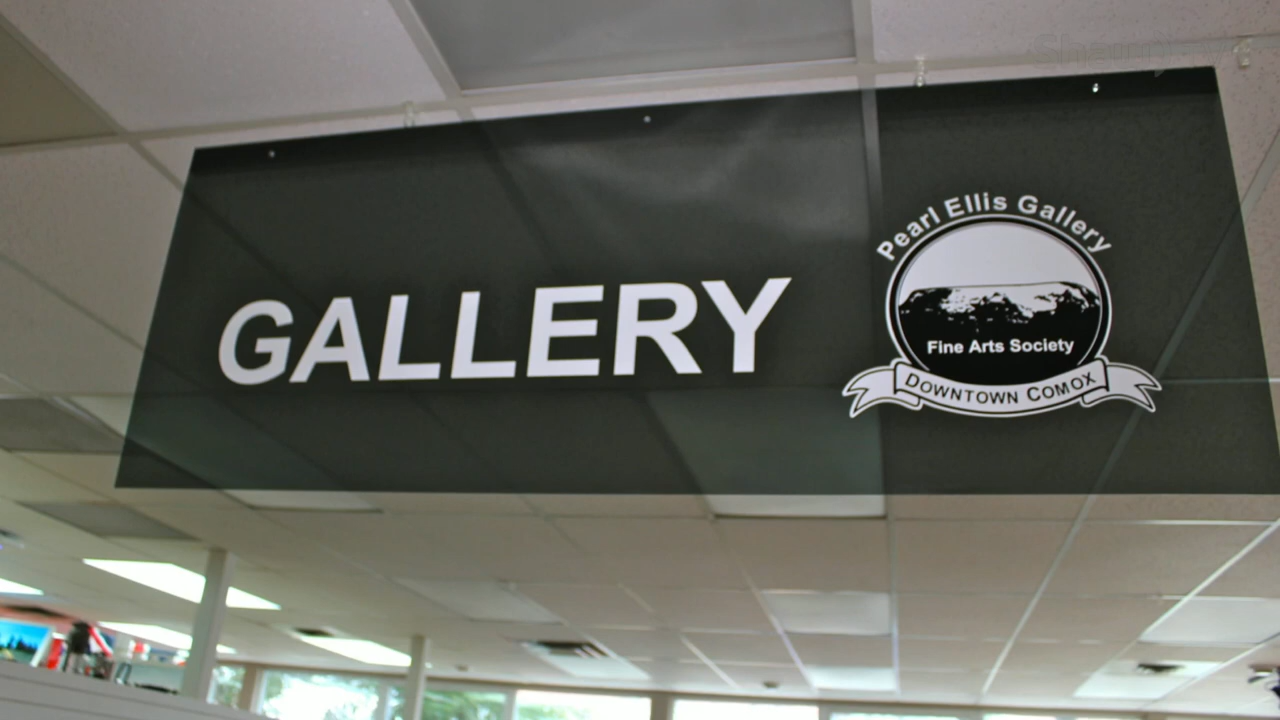 GALLERY
Pearl Ellis Gallery
Fine Arts Society
DOWNTOWN COMOX